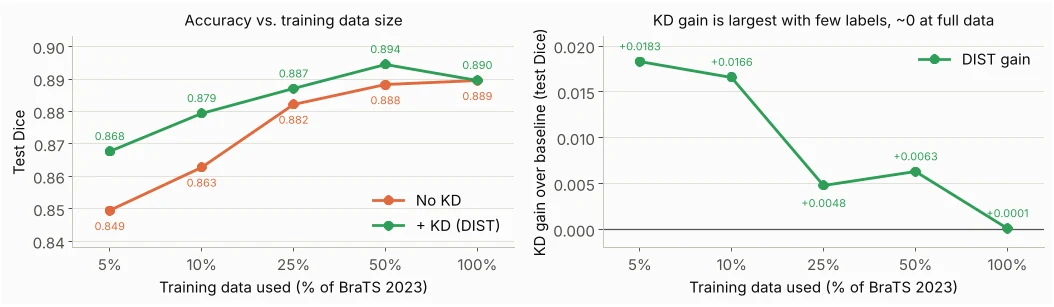 Accuracy vs. training data size
Test Dice
0.90
0.89
0.88
0.87
0.86
0.85
0.84
0.868
0.879
0.887
0.894
0.890
0.849
0.863
0.882
0.888
0.889
No KD
+ KD (DIST)
5% 10% 25% 50% 100%
Training data used (% of BraTS 2023)
KD gain is largest with few labels, ~0 at full data
KD gain over baseline (test Dice)
0.020
0.015
0.010
0.005
0.000
+0.0183
+0.0166
+0.0048
+0.0063
+0.0001
DIST gain
5% 10% 25% 50% 100%
Training data used (% of BraTS 2023)